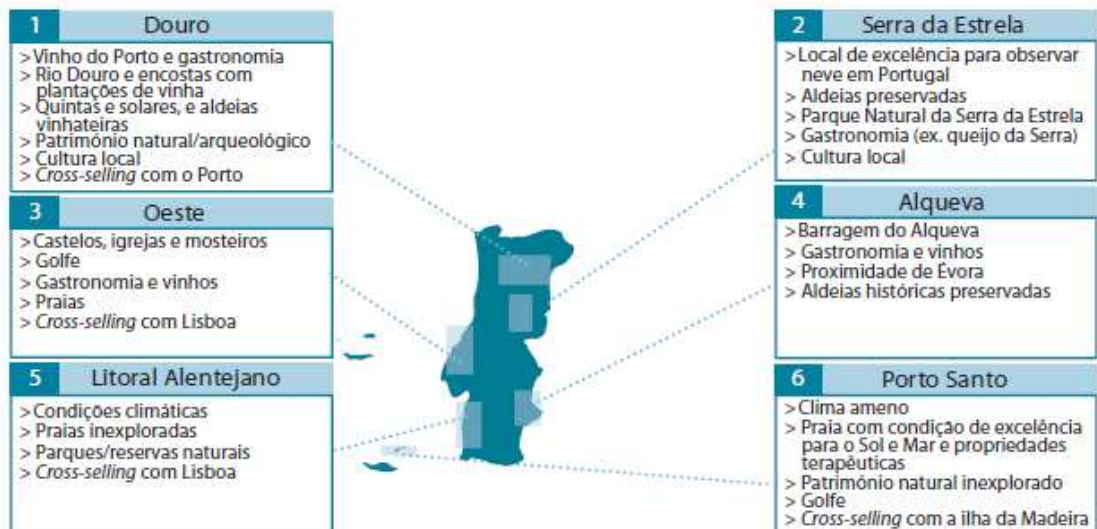 1 Douro
> Vinho do Porto e gastronomia
> Rio Douro e encostas com
plantações de vinha
> Quintas e solares, e aldeias
vinhateiras
> Património natural/arqueológico
> Cultura local
> Cross-selling com o Porto
2 Serra da Estrela
> Local de excelência para observar
neve em Portugal
> Aldeias preservadas
> Parque Natural da Serra da Estrela
> Gastronomia (ex. queijo da Serra)
> Cultura local
3 Oeste
> Castelos, igrejas e mosteiros
> Golfe
> Gastronomia e vinhos
> Praias
> Cross-selling com Lisboa
4 Alqueva
> Barragem do Alqueva
> Gastronomia e vinhos
> Proximidade de Évora
> Aldeias históricas preservadas
5 Litoral Alentejano
> Condições climáticas
> Praias inexploradas
> Parques/reservas naturais
> Cross-selling com Lisboa
6 Porto Santo
> Clima ameno
> Praia com condição de excelência
para o Sol e Mar e propriedades
terapêuticas
> Património natural inexplorado
> Golfe
> Cross-selling com a ilha da Madeira